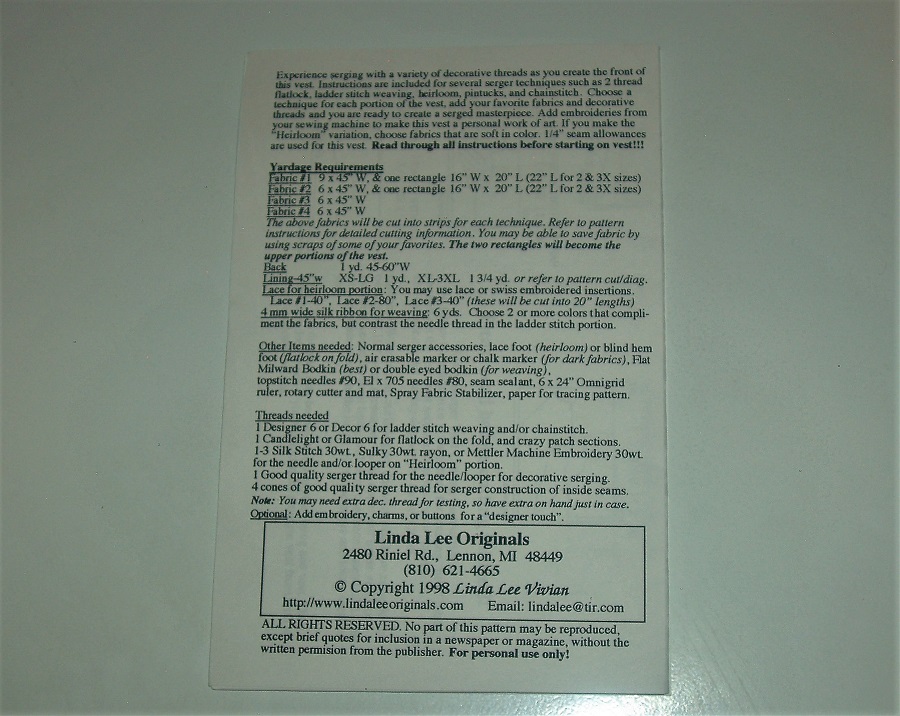 Experience serging with a variety of decorative threads as you create the front of
this vest. Instructions are included for several serger techniques such as 2 thread
flatlock, ladder stitch weaving, heirloom, pintucks, and chainstitch. Choose a
technique for each portion of the vest, add your favorite fabrics and decorative
threads and you are ready to create a serged masterpiece. Add embroideries from
your sewing machine to make this vest a personal work of art. If you make the
"Heirloom" variation, choose fabrics that are soft in color. 1/4" seam allowances
are used for this vest. Read through all instructions before starting on vest!!!
Yardage Requirements
Fabric #1 9 x 45" W, & one rectangle 16" W x 20" L (22" L for 2 & 3X sizes)
Fabric #2 6 x 45" W, & one rectangle 16" W x 20" L (22" L for 2 & 3X sizes)
Fabric #3 6 x 45" W
Fabric #4 6 x 45" W
The above fabrics will be cut into strips for each technique. Refer to pattern
instructions for detailed cutting information. You may be able to save fabric by
using scraps of some of your favorites. The two rectangles will become the
upper portions of the vest.
Back 1 yd. 45-60"W
Lining-45"w XS-LG 1 yd., XL-3XL 1 3/4 yd. or refer to pattern cut/diag.
Lace for heirloom portion: You may use lace or swiss embroidered insertions.
Lace #1-40", Lace #2-80", Lace #3-40" (these will be cut into 20" lengths)
4 mm wide silk ribbon for weaving: 6 yds. Choose 2 or more colors that compli-
ment the fabrics, but contrast the needle thread in the ladder stitch portion.
Other Items needed: Normal serger accessories, lace foot (heirloom) or blind hem
foot (flatlock on fold), air erasable marker or chalk marker (for dark fabrics), Flat
Milward Bodkin (best) or double eyed bodkin (for weaving),
topstitch needles #90, El x 705 needles #80, seam sealant, 6 x 24" Omnigrid
ruler, rotary cutter and mat, Spray Fabric Stabilizer, paper for tracing pattern.
Threads needed
1 Designer 6 or Decor 6 for ladder stitch weaving and/or chainstitch.
1 Candlelight or Glamour for flatlock on the fold, and crazy patch sections.
1-3 Silk Stitch 30wt., Sulky 30wt. rayon, or Mettler Machine Embroidery 30wt.
for the needle and/or looper on "Heirloom" portion.
1 Good quality serger thread for the needle/looper for decorative serging.
4 cones of good quality serger thread for serger construction of inside seams.
Note: You may need extra dec. thread for testing, so have extra on hand just in case.
Optional: Add embroidery, charms, or buttons for a "designer touch".
Linda Lee Originals
2480 Riniel Rd., Lennon, MI 48449
(810) 621-4665
© Copyright 1998 Linda Lee Vivian
http://www.lindaleeoriginals.com Email: lindalee@tir.com
ALL RIGHTS RESERVED. No part of this pattern may be reproduced,
except brief quotes for inclusion in a newspaper or magazine, without the
written permision from the publisher. For personal use only!